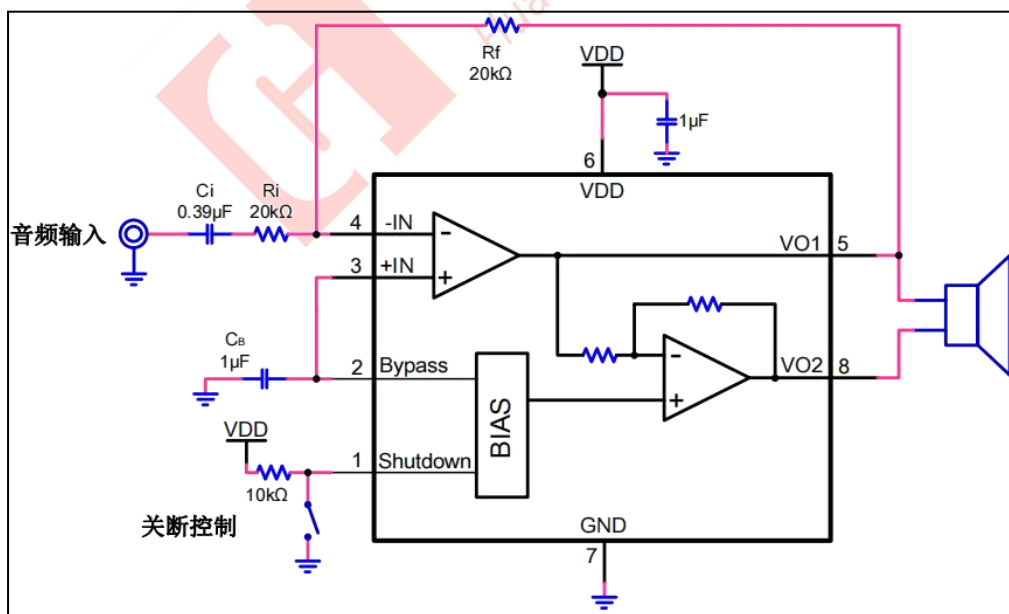 Rf
20kΩ
VDD
1μF
6
VDD
Ci
0.39μF
Ri
20kΩ
音频输入
4
-IN
3
+IN
VO1
5
CB
1μF
2
Bypass
BIAS
VO2
8
VDD
1
Shutdown
10kΩ
关断控制
GND
7